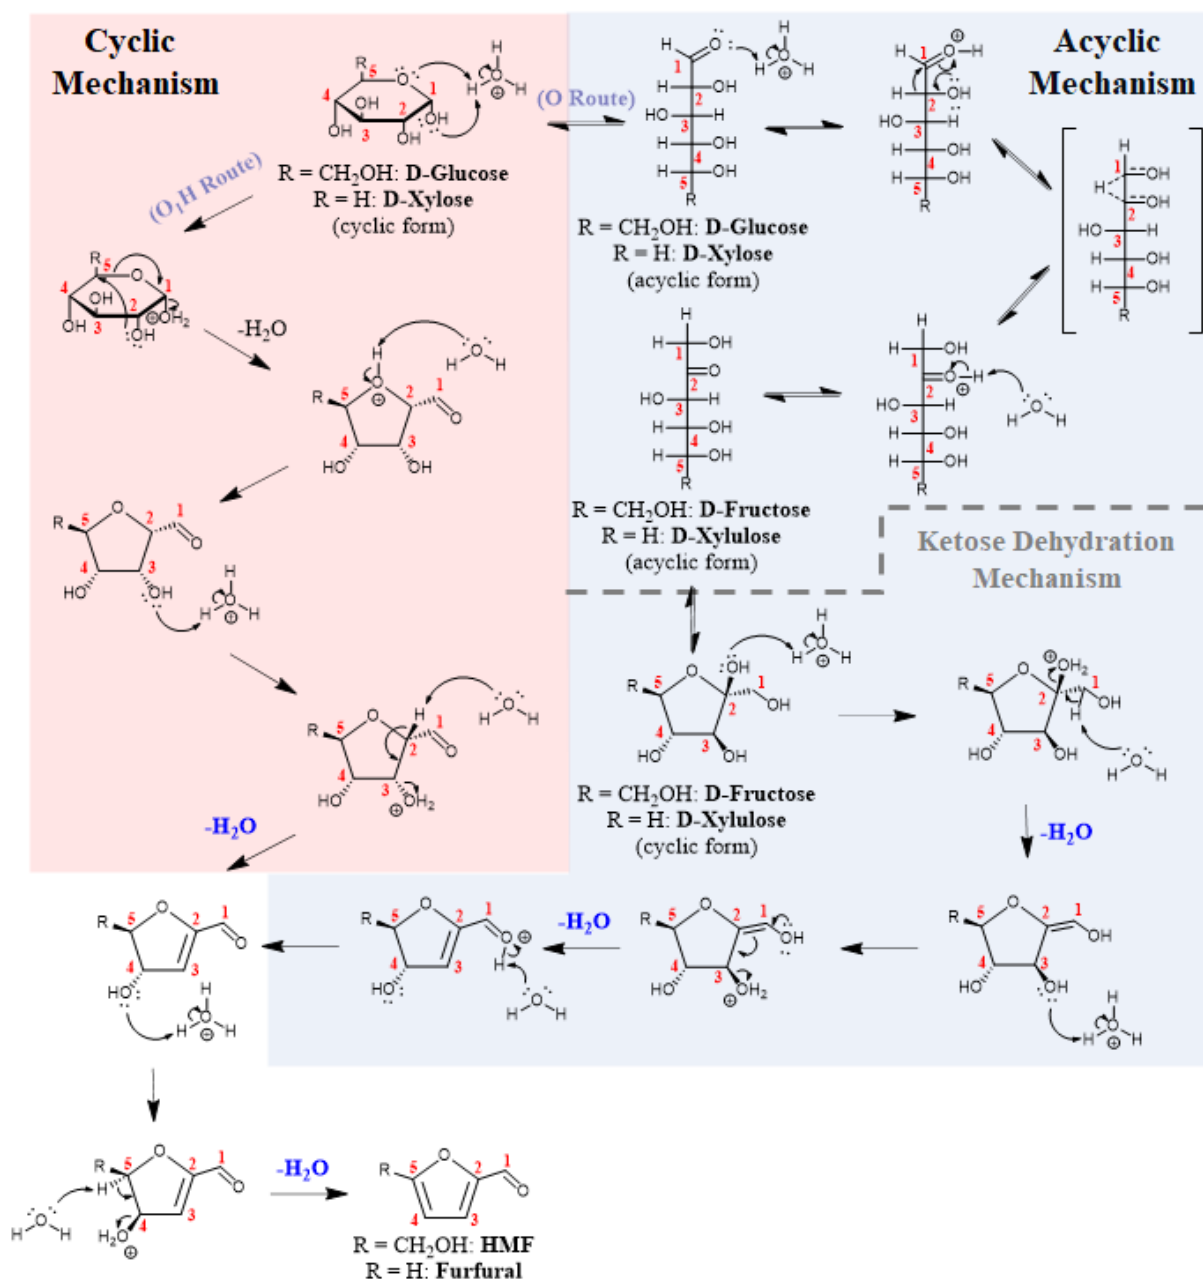 Cyclic
Mechanism
(O Route)
Acyclic
Mechanism
R = CH₂OH: D-Glucose
R = H: D-Xylose
(cyclic form)
(O₁H Route)
R = CH₂OH: D-Glucose
R = H: D-Xylose
(acyclic form)
-H₂O
R = CH₂OH: D-Fructose
R = H: D-Xylulose
(acyclic form)
Ketose Dehydration
Mechanism
R = CH₂OH: D-Fructose
R = H: D-Xylulose
(cyclic form)
-H₂O
-H₂O
-H₂O
-H₂O
R = CH₂OH: HMF
R = H: Furfural